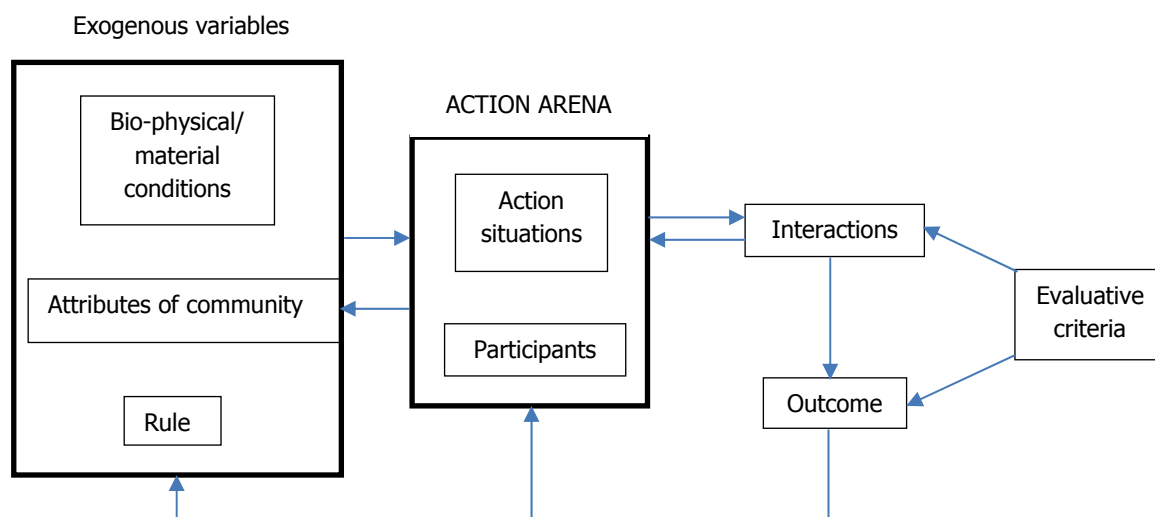 Exogenous variables
Bio-physical/
material
conditions
Attributes of community
Rule
ACTION ARENA
Action
situations
Participants
Interactions
Outcome
Evaluative
criteria